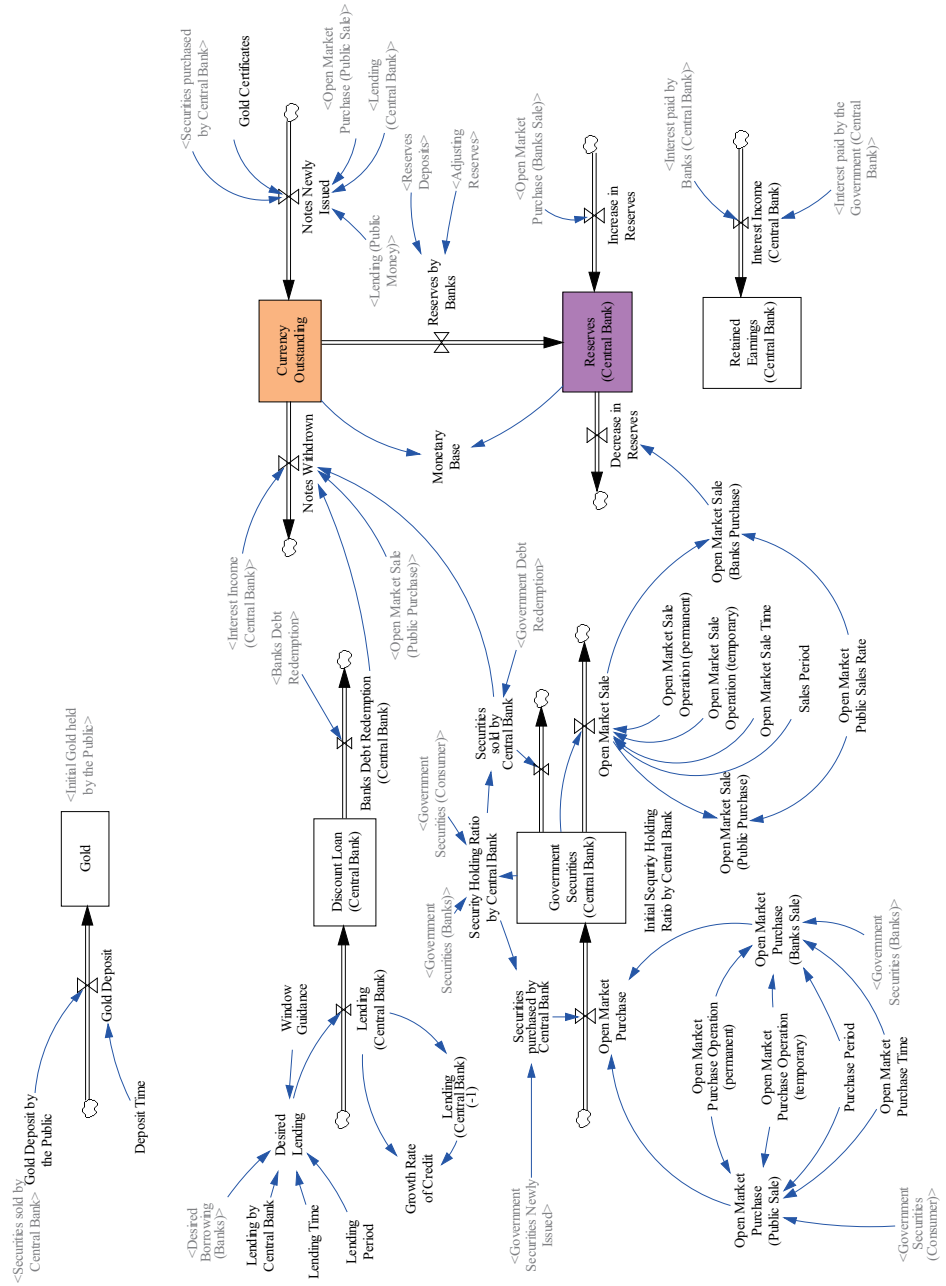 <Securities sold by
Central Bank>
Gold Deposit by
the Public
Deposit Time
Gold Deposit
Gold
<Initial Gold held
by the Public>
<Desired
Borrowing
(Banks)>
Lending by
Central Bank
Lending Time
Lending
Period
Desired
Lending
Window
Guidance
Growth Rate
of Credit
Lending
(Central Bank)
Lending
(Central Bank)
(-1)
Discount Loan
(Central Bank)
Banks Debt Redemption
(Central Bank)
<Banks Debt
Redemption>
<Interest Income
(Central Bank)>
<Open Market Sale
(Public Purchase)>
Notes Withdrown
Currency
Outstanding
Notes Newly
Issued
<Securities purchased
by Central Bank>
Gold Certificates
<Open Market
Purchase (Public Sale)>
<Lending
(Central Bank)>
<Lending (Public
Money)>
<Reserves
Deposits>
<Adjusting
Reserves>
Reserves by
Banks
Monetary
Base
<Government
Securities Newly
Issued>
Securities
purchased by
Central Bank
<Government
Securities (Banks)>
<Government
Securities (Consumer)>
Security Holding Ratio
by Central Bank
Securities
sold by
Central Bank
<Government Debt
Redemption>
Open Market
Purchase
Government
Securities
(Central Bank)
Initial Sequrity Holding
Ratio by Central Bank
Open Market Sale
Open Market
Purchase
(Public Sale)
<Government
Securities
(Consumer)>
Open Market
Purchase Operation
(permanent)
Open Market
Purchase Operation
(temporary)
Purchase Period
Open Market
Purchase Time
Open Market
Purchase
(Banks Sale)
<Government
Securities (Banks)>
Open Market Sale
(Public Purchase)
Open Market Sale
Operation (permanent)
Open Market Sale
Operation (temporary)
Open Market Sale Time
Sales Period
Open Market
Public Sales Rate
Open Market Sale
(Banks Purchase)
Decrease in
Reserves
Reserves
(Central Bank)
Increase in
Reserves
<Open Market
Purchase (Banks Sale)>
Retained
Earnings
(Central Bank)
Interest Income
(Central Bank)
<Interest paid by
Banks (Central Bank)>
<Interest paid by the
Government (Central
Bank)>